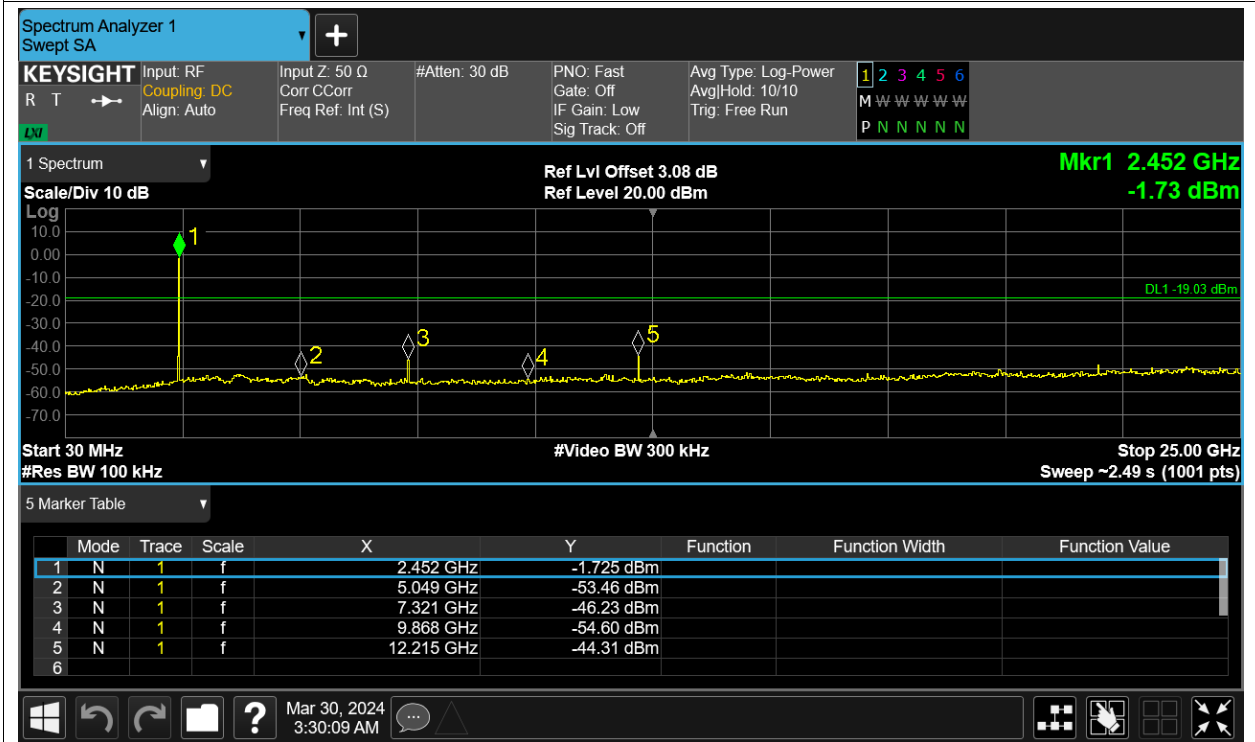 Spectrum Analyzer 1
Swept SA
KEYSIGHT
R T
LXI
Input: RF
Coupling: DC
Align: Auto
Input Z: 50 Ω
Corr CCorr
Freq Ref: Int (S)
#Atten: 30 dB
PNO: Fast
Gate: Off
IF Gain: Low
Sig Track: Off
Avg Type: Log-Power
Avg|Hold: 10/10
Trig: Free Run
1 2 3 4 5 6
M W W W W W
P N N N N N
1 Spectrum
Scale/Div 10 dB
Ref Lvl Offset 3.08 dB
Ref Level 20.00 dBm
Mkr1 2.452 GHz
-1.73 dBm
Log
10.0
0.00
-10.0
-20.0
-30.0
-40.0
-50.0
-60.0
-70.0
1
2
3
4
5
DL1 -19.03 dBm
Start 30 MHz
#Res BW 100 kHz
#Video BW 300 kHz
Stop 25.00 GHz
Sweep ~2.49 s (1001 pts)
5 Marker Table
Mode Trace Scale X Y Function Function Width Function Value
1 N 1 f 2.452 GHz -1.725 dBm
2 N 1 f 5.049 GHz -53.46 dBm
3 N 1 f 7.321 GHz -46.23 dBm
4 N 1 f 9.868 GHz -54.60 dBm
5 N 1 f 12.215 GHz -44.31 dBm
6
?
Mar 30, 2024
3:30:09 AM